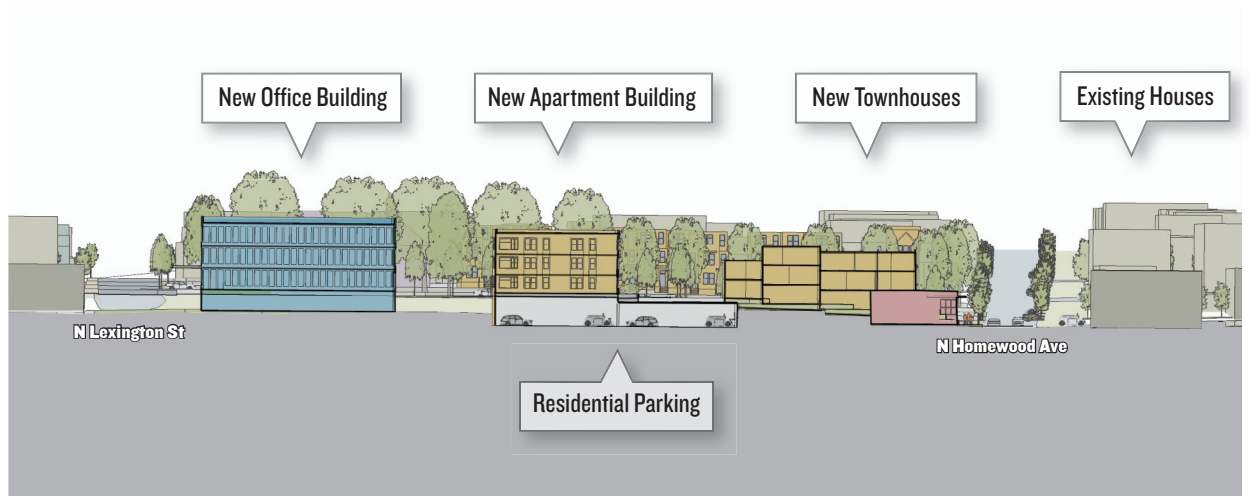 New Office Building
New Apartment Building
New Townhouses
Existing Houses
N Lexington St
N Homewood Ave
Residential Parking